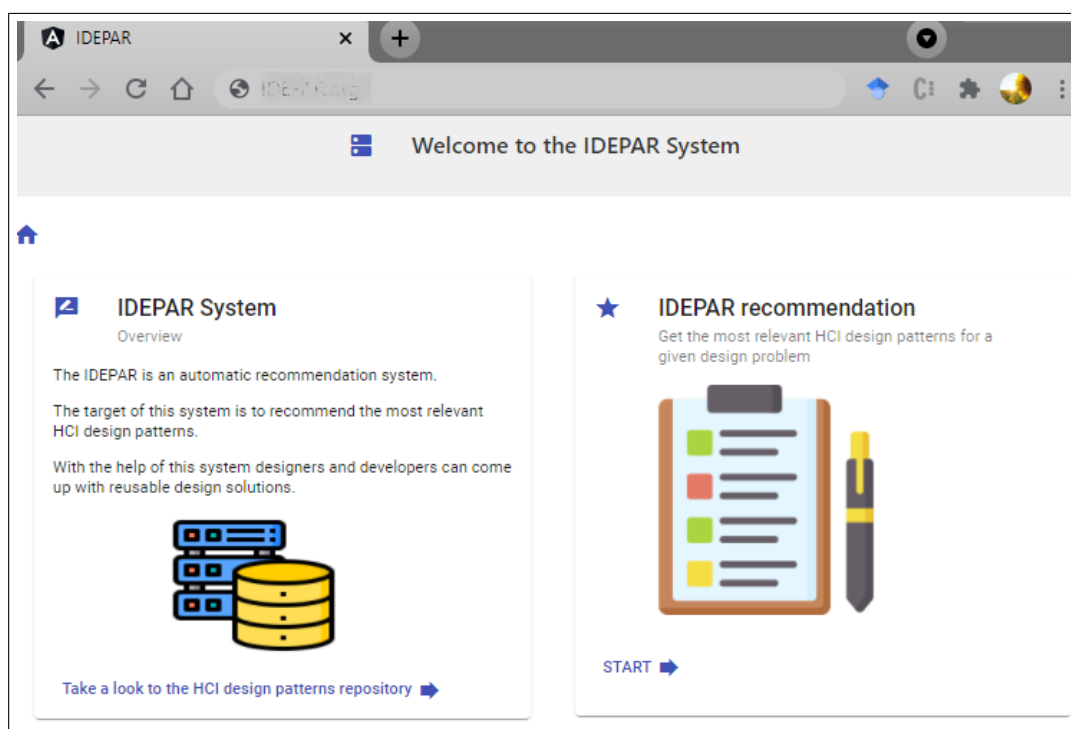 IDEPAR
Welcome to the IDEPAR System
IDEPAR System
Overview
The IDEPAR is an automatic recommendation system.
The target of this system is to recommend the most relevant
HCI design patterns.
With the help of this system designers and developers can come
up with reusable design solutions.
Take a look to the HCI design patterns repository
IDEPAR recommendation
Get the most relevant HCI design patterns for a
given design problem
START